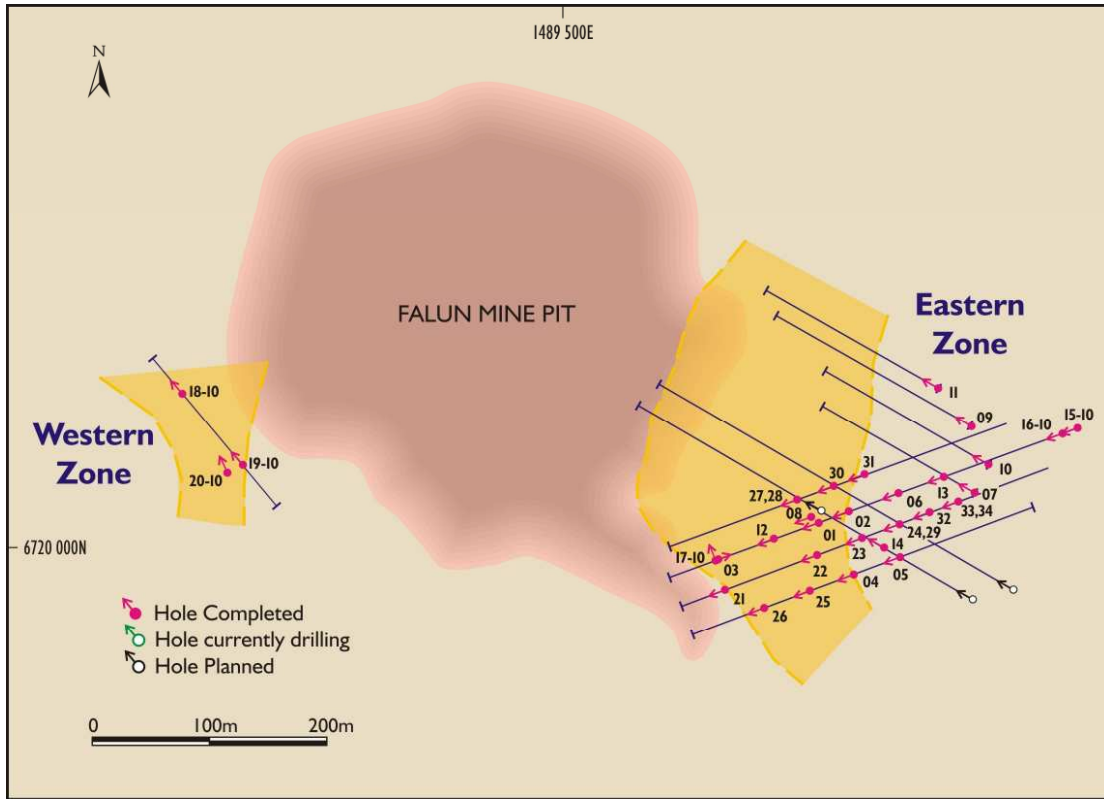 1489 500E
N
FALUN MINE PIT
Eastern
Zone
11
09
16-10
15-10
18-10
Western
Zone
19-10
20-10
10
31
30
27,28
13
07
06
33,34
08
02
32
01
24,29
12
14
23
17-10
03
22
05
04
21
25
26
6720 000N
Hole Completed
Hole currently drilling
Hole Planned
0
100m
200m